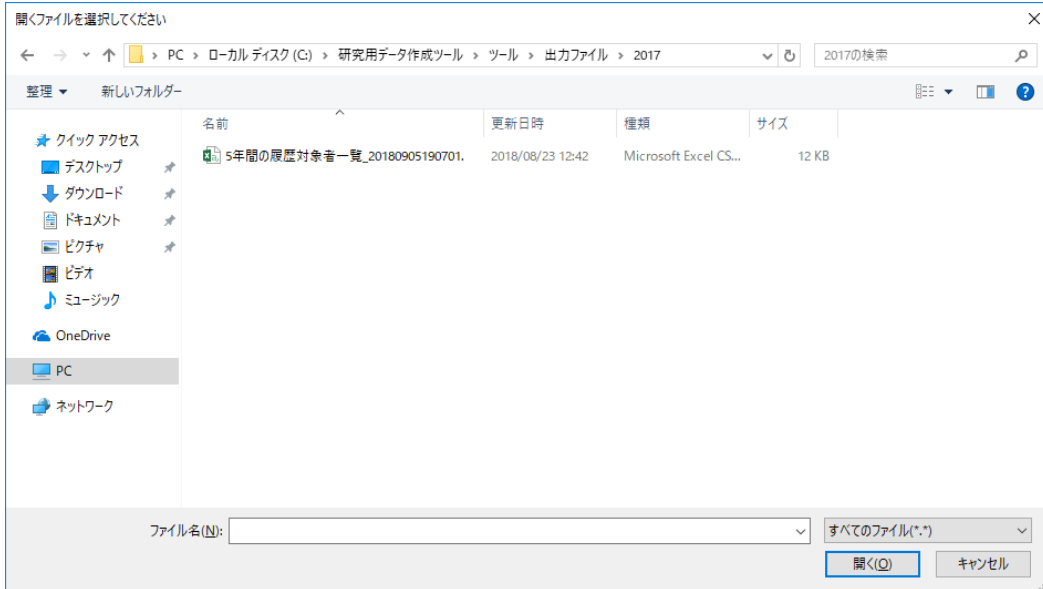 開くファイルを選択してください
PC › ローカル ディスク (C:) › 研究用データ作成ツール › ツール › 出力ファイル › 2017
2017の検索
整理
新しいフォルダー
名前
更新日時
種類
サイズ
5年間の履歴対象者一覧_20180905190701.
2018/08/23 12:42
Microsoft Excel CS...
12 KB
クイック アクセス
デスクトップ
ダウンロード
ドキュメント
ピクチャ
ビデオ
ミュージック
OneDrive
PC
ネットワーク
ファイル名(N):
すべてのファイル(*.*)
開く(O)
キャンセル